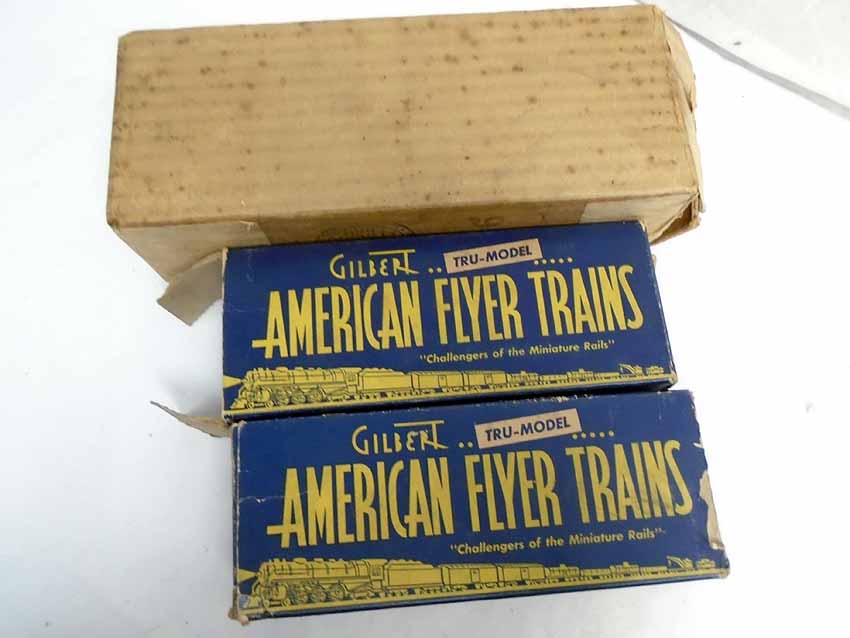 GILBERT .. TRU-MODEL .....
AMERICAN FLYER TRAINS
"Challengers of the Miniature Rails"
GILBERT .. TRU-MODEL .....
AMERICAN FLYER TRAINS
"Challengers of the Miniature Rails"